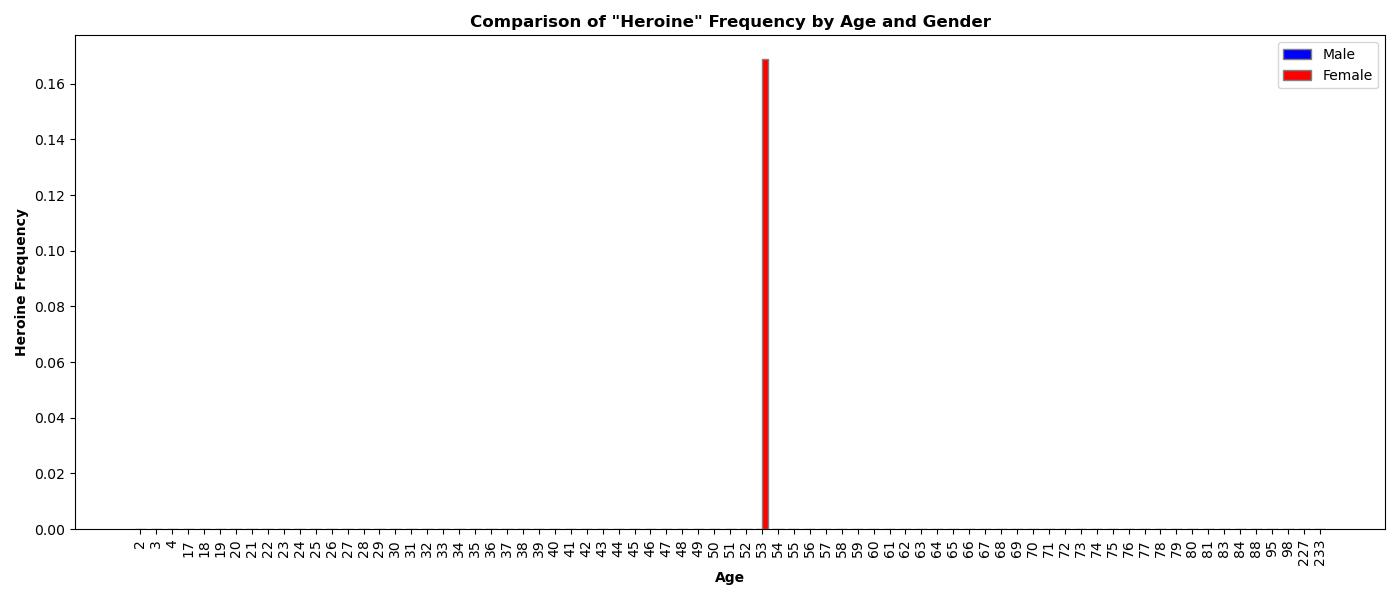 Comparison of "Heroine" Frequency by Age and Gender
Male
Female
Heroine Frequency
0.16
0.14
0.12
0.10
0.08
0.06
0.04
0.02
0.00
2 3 4 17 18 19 20 21 22 23 24 25 26 27 28 29 30 31 32 33 34 35 36 37 38 39 40 41 42 43 44 45 46 47 48 49 50 51 52 53 54 55 56 57 58 59 60 61 62 63 64 65 66 67 68 69 70 71 72 73 74 75 76 77 78 79 80 81 83 84 88 95 98 227 233
Age